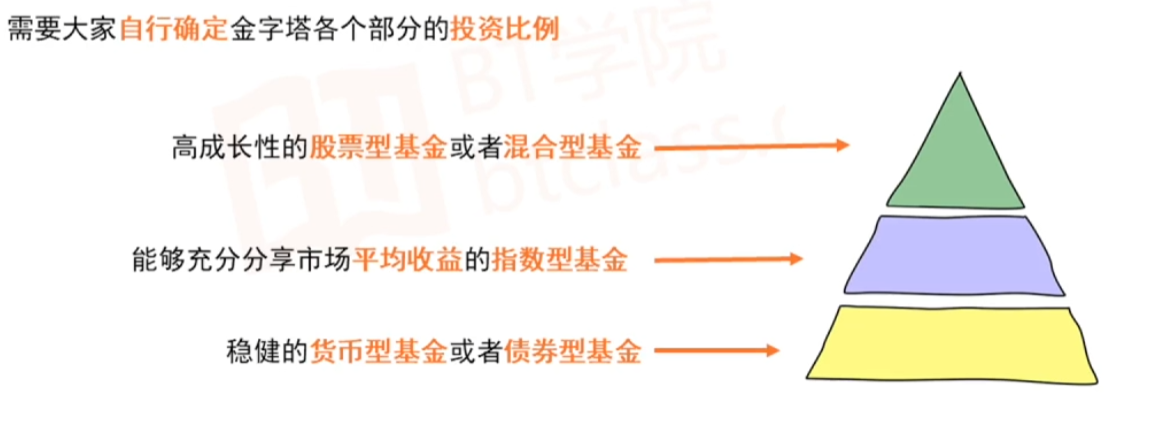 需要大家自行确定金字塔各个部分的投资比例
BT学院
btclass.c
高成长性的股票型基金或者混合型基金
能够充分分享市场平均收益的指数型基金
稳健的货币型基金或者债券型基金